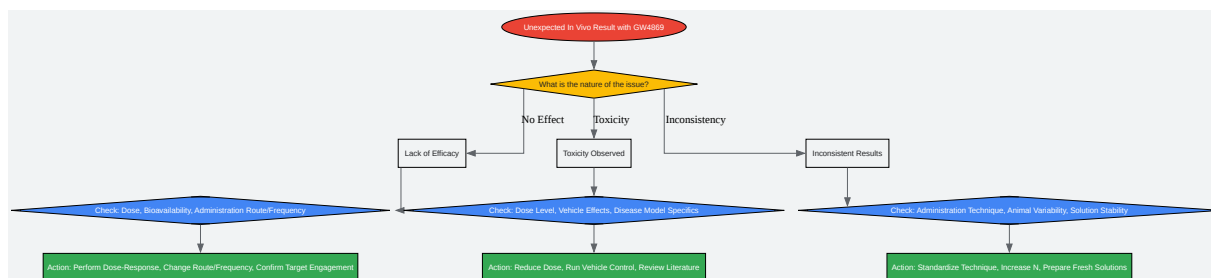 Unexpected In Vivo Result with GW4869
What is the nature of the issue?
No Effect
Toxicity
Inconsistency
Lack of Efficacy
Toxicity Observed
Inconsistent Results
Check: Dose, Bioavailability, Administration Route/Frequency
Check: Dose Level, Vehicle Effects, Disease Model Specifics
Check: Administration Technique, Animal Variability, Solution Stability
Action: Perform Dose-Response, Change Route/Frequency, Confirm Target Engagement
Action: Reduce Dose, Run Vehicle Control, Review Literature
Action: Standardize Technique, Increase N, Prepare Fresh Solutions